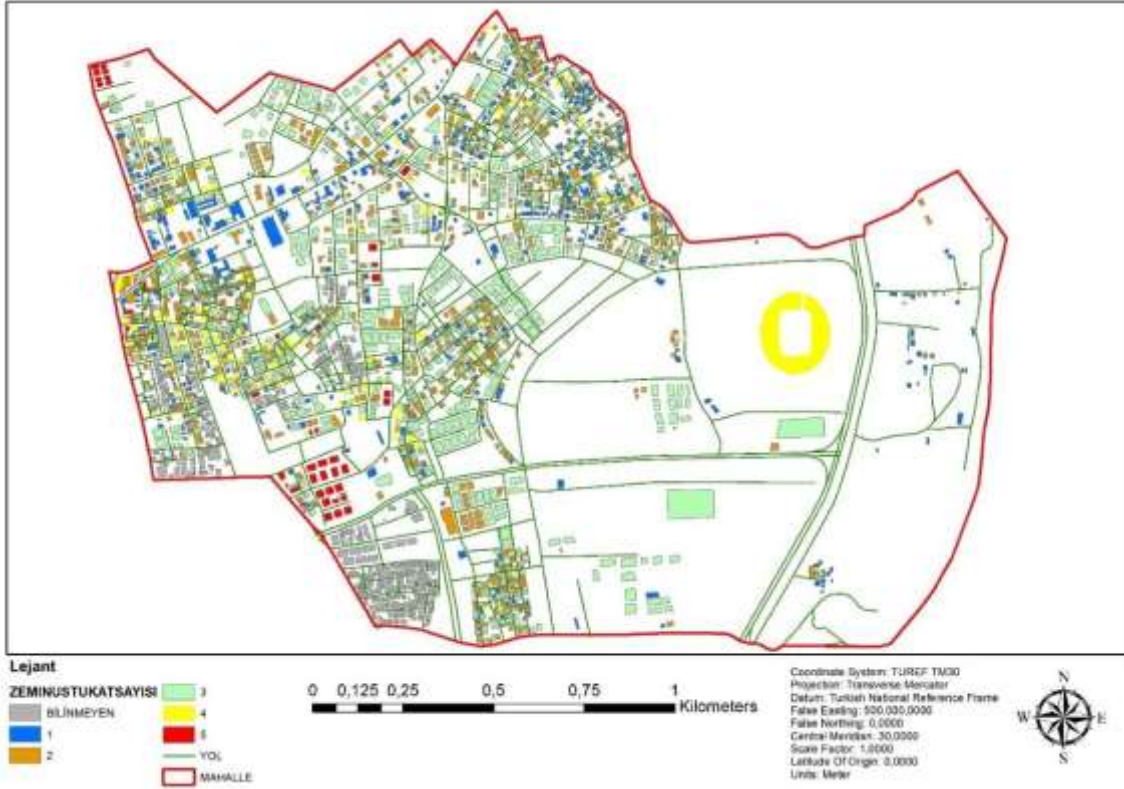 Lejant
ZEMINUSTUKATSAYISI
BİLİNMEYEN
1
2
3
4
5
YOL
MAHALLE
0 0,125 0,25 0,5 0,75 1
Kilometers
Coordinate System: TUREF TM30
Projection: Transverse Mercator
Datum: Turkish National Reference Frame
False Easting: 500.000,0000
False Northing: 0,0000
Central Meridian: 30,0000
Scale Factor: 1,0000
Latitude Of Origin: 0,0000
Units: Meter
N
W E
S